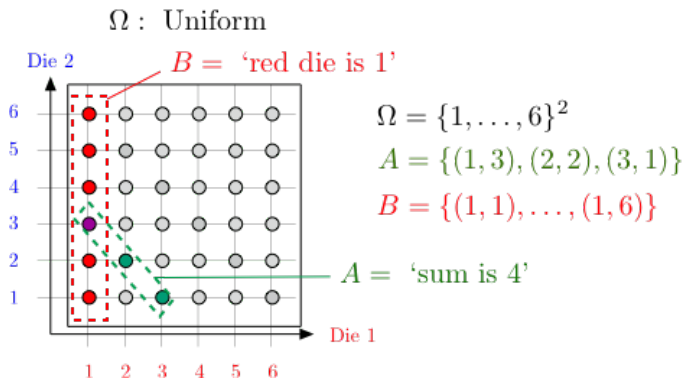 Ω : Uniform
Die 2
B = ‘red die is 1’
6
5
4
3
2
1
Ω = {1, . . . , 6}²
A = {(1, 3), (2, 2), (3, 1)}
B = {(1, 1), . . . , (1, 6)}
A = ‘sum is 4’
Die 1
1 2 3 4 5 6